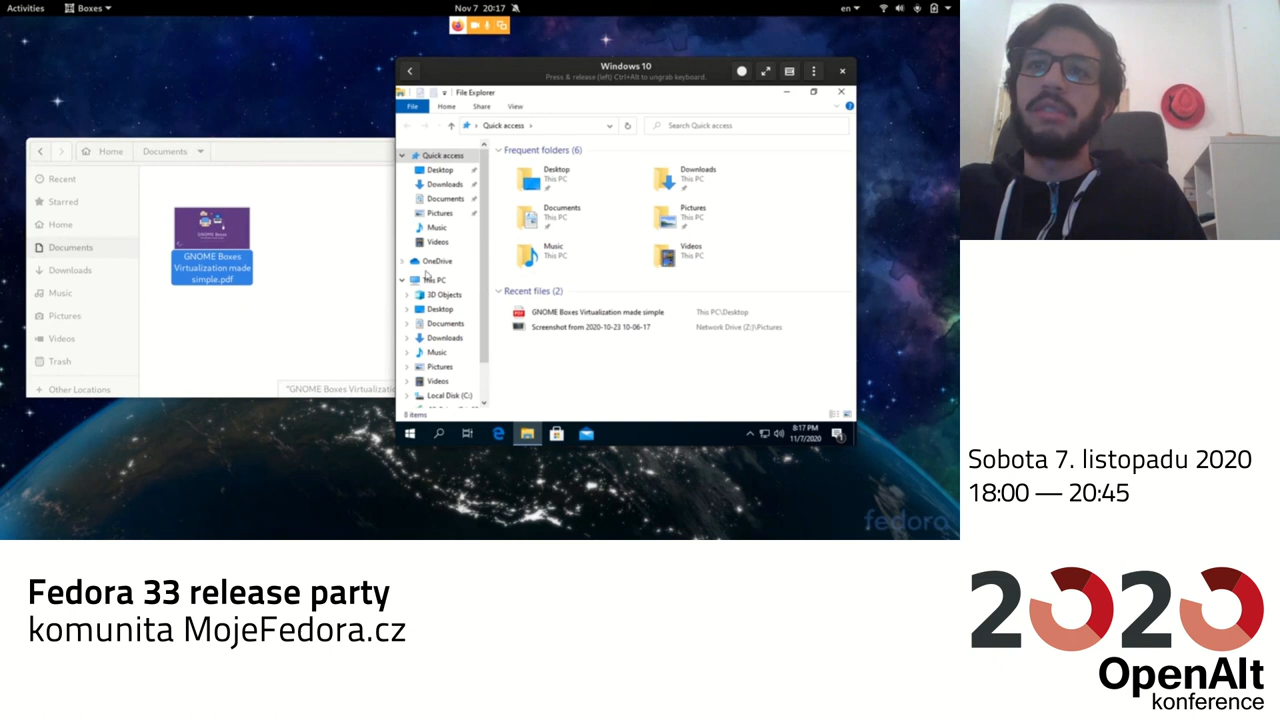 Activities
Boxes
Nov 7 20:17
en
Windows 10
Press & release (left) Ctrl+Alt to ungrab keyboard.
File Explorer
File Home Share View
Quick access
Search Quick access
Home
Documents
Recent
Starred
Home
Documents
Downloads
Music
Pictures
Videos
Trash
Other Locations
GNOME Boxes
Virtualization made
simple.pdf
"GNOME Boxes Virtualizatio
Quick access
Desktop
Downloads
Documents
Pictures
Music
Videos
OneDrive
This PC
3D Objects
Desktop
Documents
Downloads
Music
Pictures
Videos
Local Disk (C:)
8 items
Frequent folders (6)
Desktop
This PC
Downloads
This PC
Documents
This PC
Pictures
This PC
Music
This PC
Videos
This PC
Recent files (2)
GNOME Boxes Virtualization made simple This PC\Desktop
Screenshot from 2020-10-23 10-06-17 Network Drive (Z:)\Pictures
8:17 PM
11/7/2020
fedora
Sobota 7. listopadu 2020
18:00 — 20:45
Fedora 33 release party
komunita MojeFedora.cz
2020
OpenAlt
konference